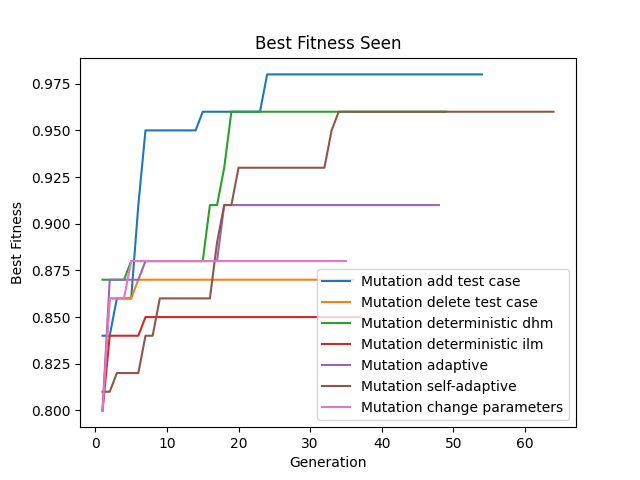 Best Fitness Seen
Best Fitness
0.975
0.950
0.925
0.900
0.875
0.850
0.825
0.800
Mutation add test case
Mutation delete test case
Mutation deterministic dhm
Mutation deterministic ilm
Mutation adaptive
Mutation self-adaptive
Mutation change parameters
0 10 20 30 40 50 60
Generation